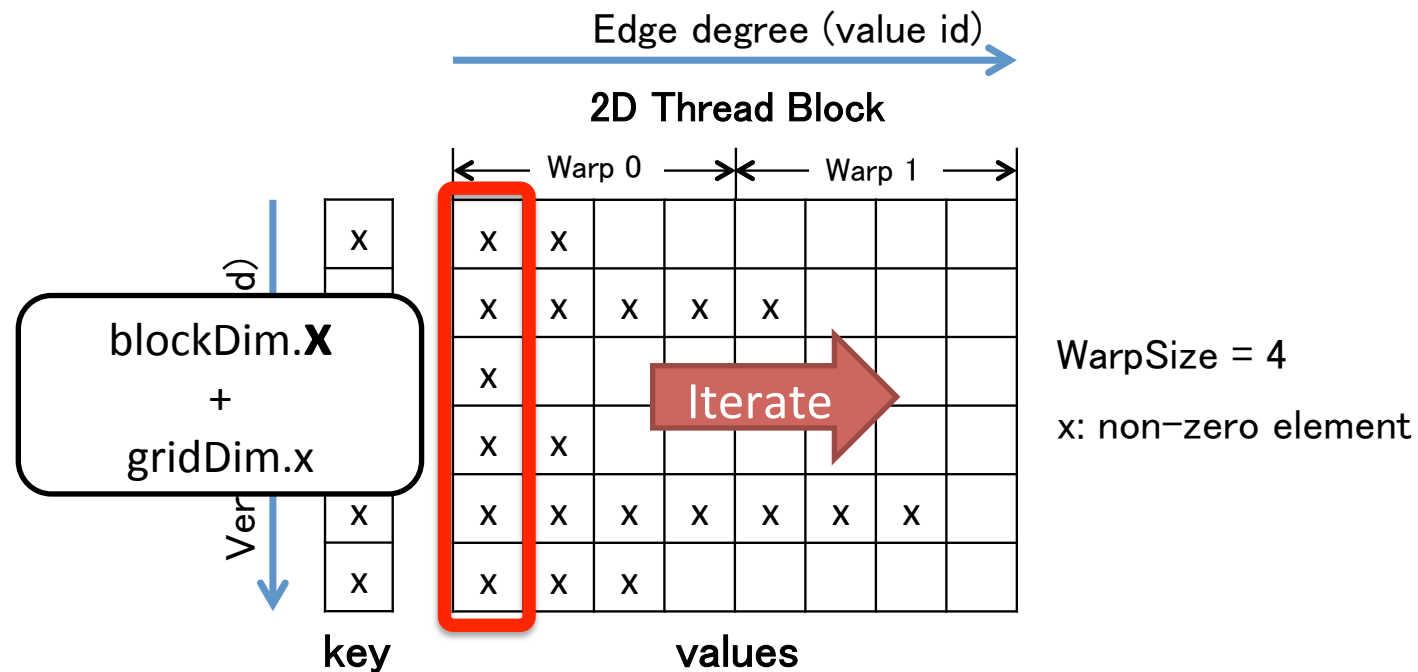 Edge degree (value id)
2D Thread Block
Warp 0 Warp 1
x x x
x x x x x
x
x x
x x x x x x x x
x x x x
blockDim.X
+
gridDim.x
Iterate
WarpSize = 4
x: non-zero element
key values